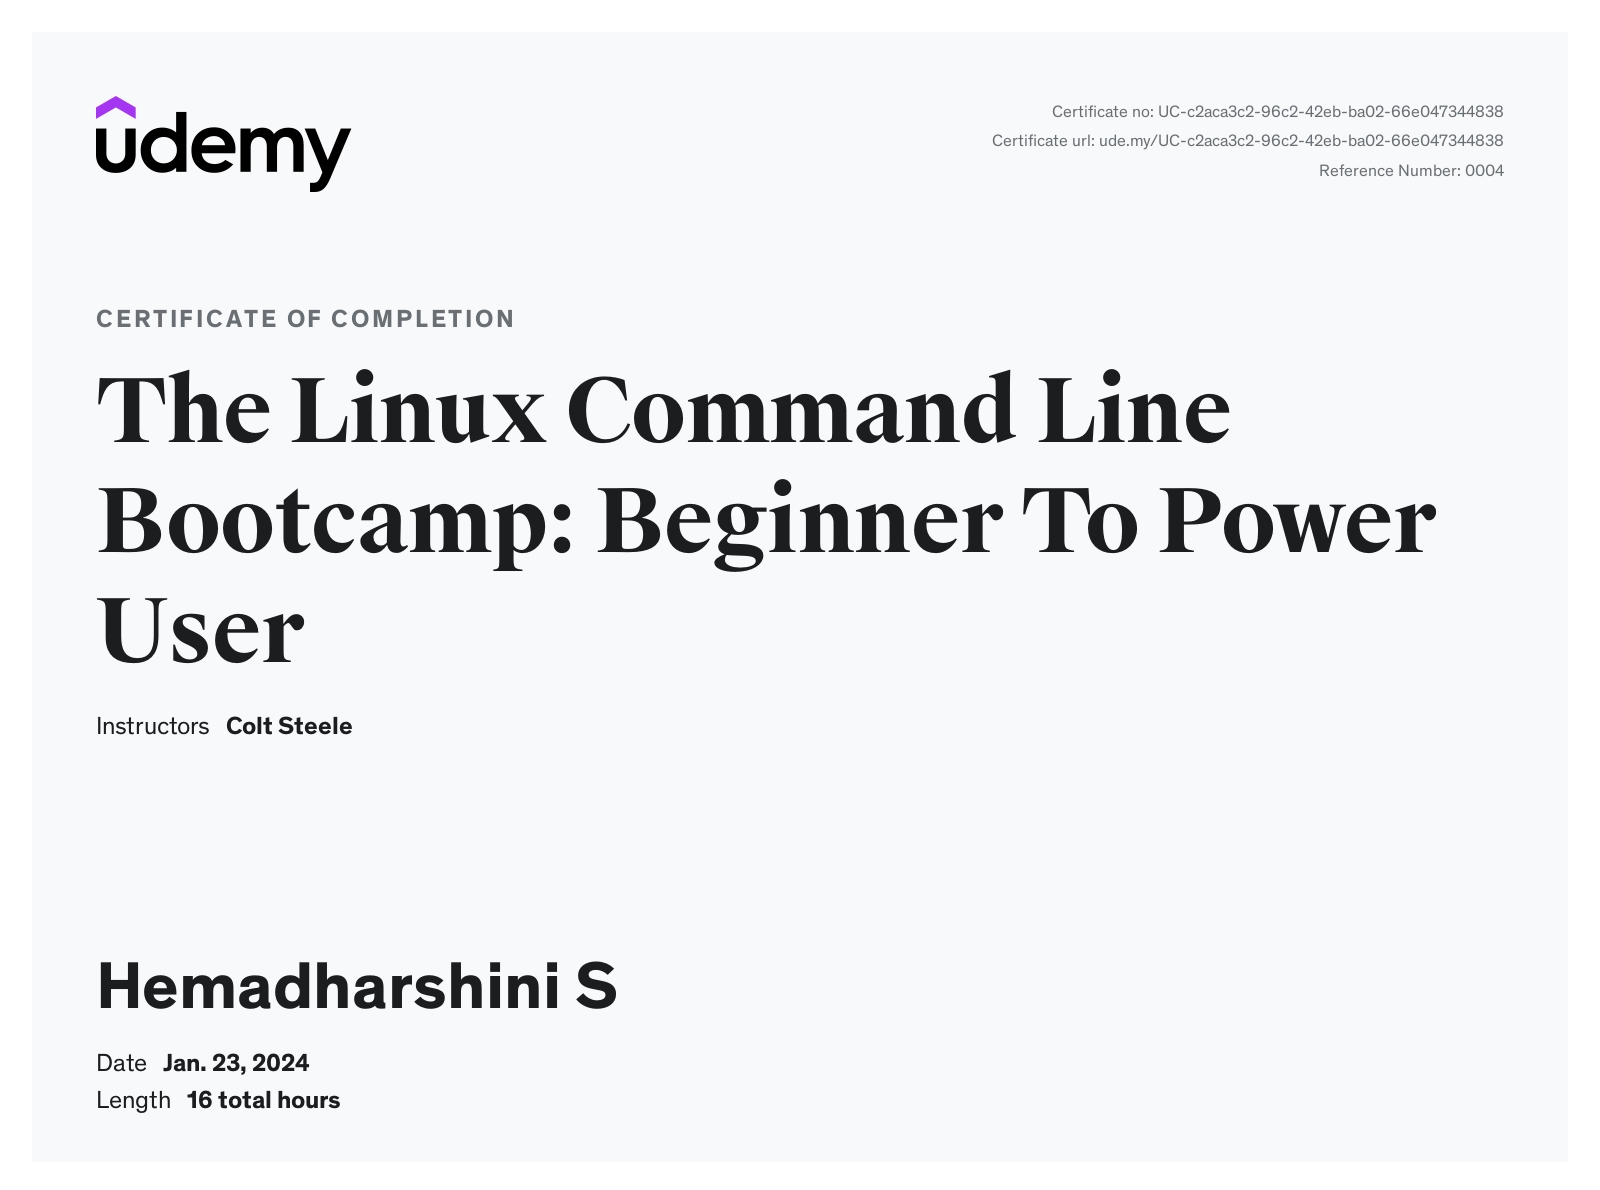 udemy
Certificate no: UC-c2aca3c2-96c2-42eb-ba02-66e047344838
Certificate url: ude.my/UC-c2aca3c2-96c2-42eb-ba02-66e047344838
Reference Number: 0004
CERTIFICATE OF COMPLETION
The Linux Command Line
Bootcamp: Beginner To Power
User
Instructors Colt Steele
Hemadharshini S
Date Jan. 23, 2024
Length 16 total hours